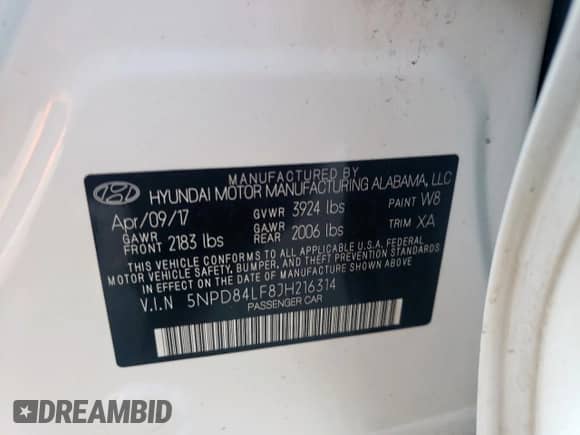 MANUFACTURED BY
HYUNDAI MOTOR MANUFACTURING ALABAMA, LLC
Apr/09/17 GVWR 3924 lbs PAINT W8
GAWR FRONT 2183 lbs GAWR REAR 2006 lbs TRIM XA
THIS VEHICLE CONFORMS TO ALL APPLICABLE U.S.A. FEDERAL
MOTOR VEHICLE SAFETY, BUMPER, AND THEFT PREVENTION STANDARDS
IN EFFECT ON THE DATE OF MANUFACTURE SHOWN ABOVE.
V.I.N 5NPD84LF8JH216314
PASSENGER CAR
DREAMBID